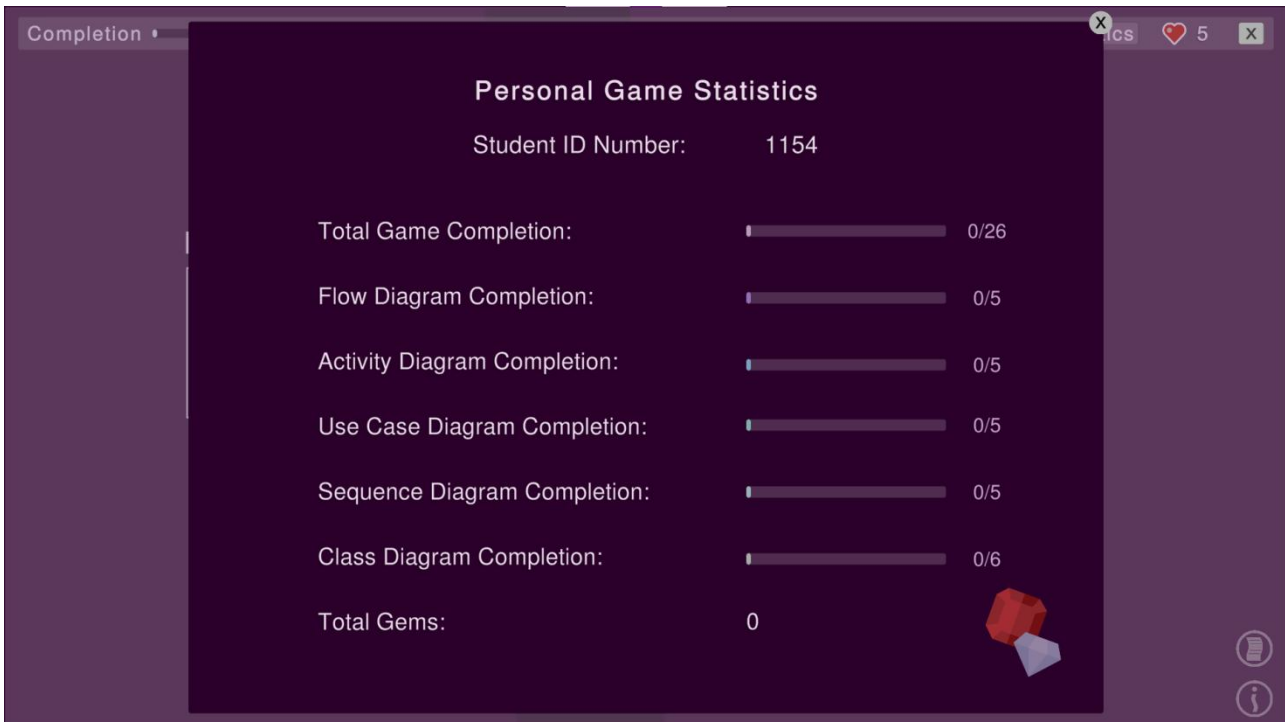 Completion
ics 5 X
X
Personal Game Statistics
Student ID Number: 1154
Total Game Completion: 0/26
Flow Diagram Completion: 0/5
Activity Diagram Completion: 0/5
Use Case Diagram Completion: 0/5
Sequence Diagram Completion: 0/5
Class Diagram Completion: 0/6
Total Gems: 0
i